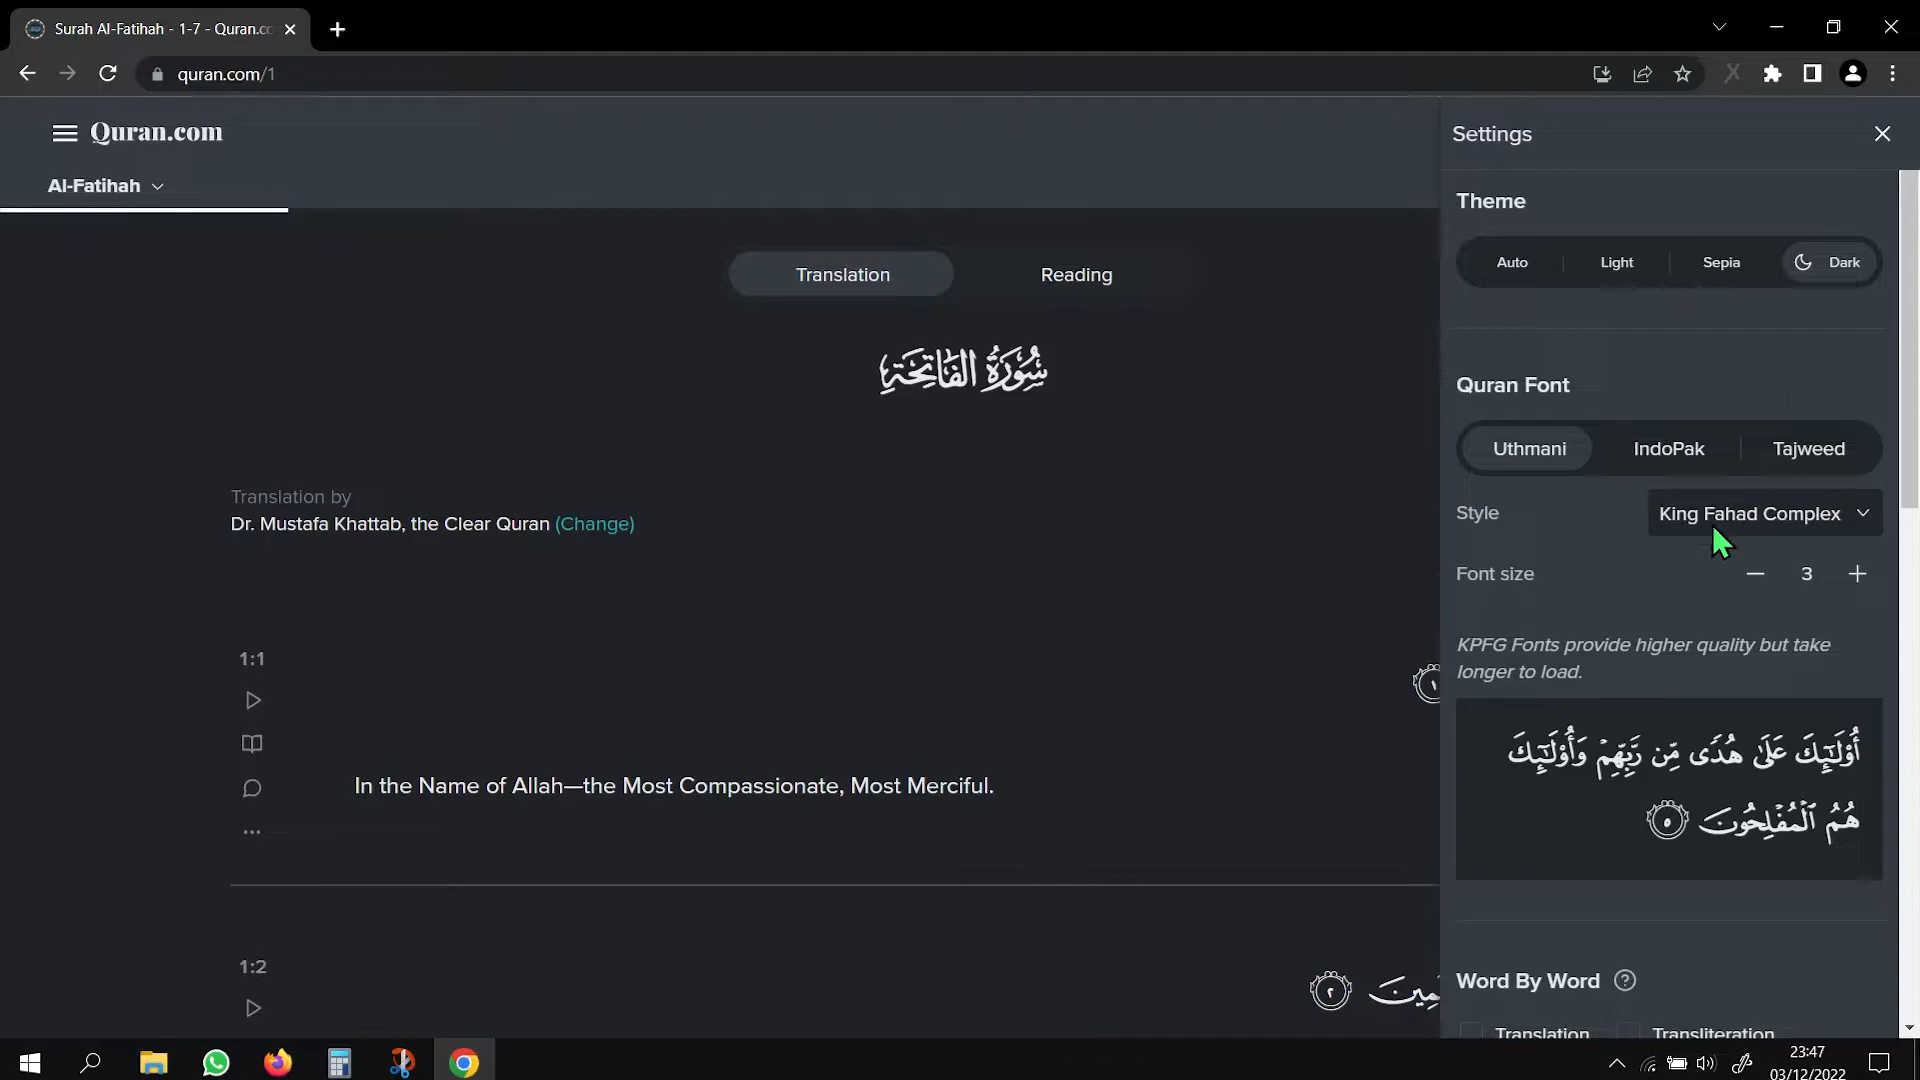 Surah Al-Fatihah - 1-7 - Quran.co
quran.com/1
Quran.com
Al-Fatihah
Translation
Reading
سُورَةُ الفَاتِحَةِ
Translation by
Dr. Mustafa Khattab, the Clear Quran (Change)
1:1
١
In the Name of Allah—the Most Compassionate, Most Merciful.
1:2
٢
Settings
Theme
Auto
Light
Sepia
Dark
Quran Font
Uthmani
IndoPak
Tajweed
Style
King Fahad Complex
Font size
3
KPFG Fonts provide higher quality but take
longer to load.
أُوْلَٰٓئِكَ عَلَىٰ هُدٗى مِّن رَّبِّهِمۡۖ وَأُوْلَٰٓئِكَ
هُمُ ٱلۡمُفۡلِحُونَ ٥
Word By Word
Translation
Transliteration
23:47
03/12/2022